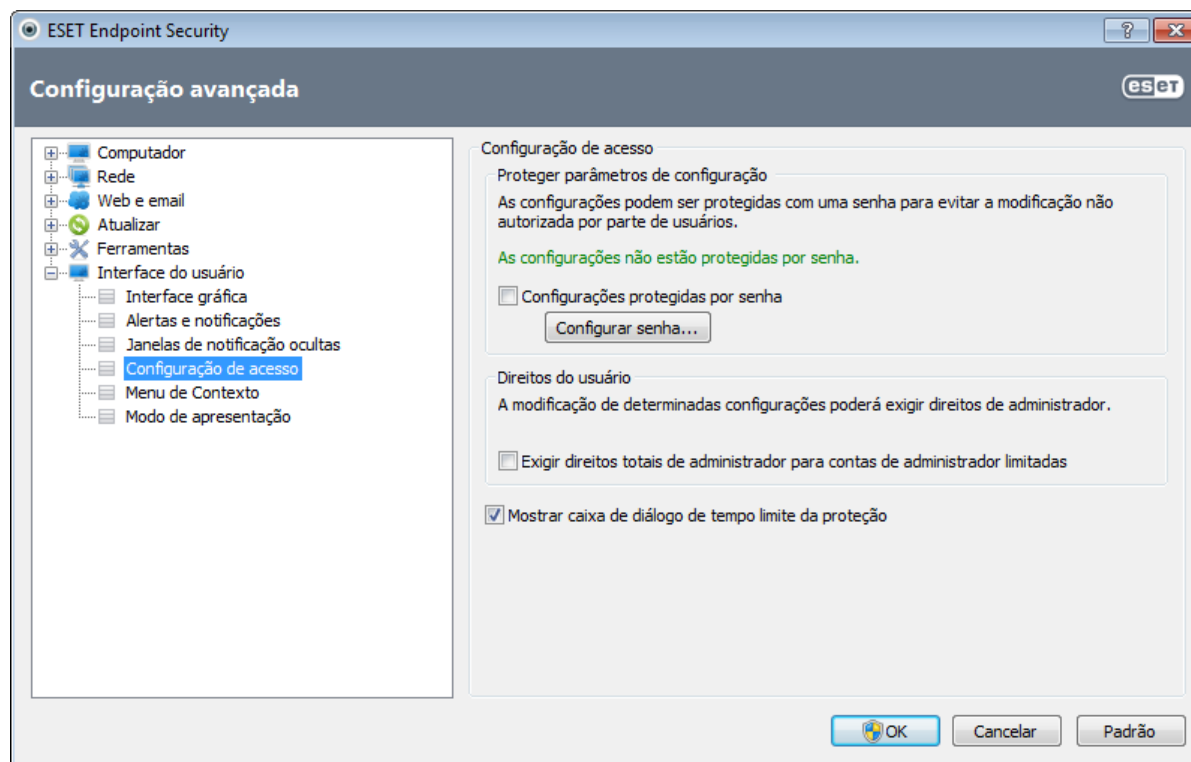 ESET Endpoint Security
?
Configuração avançada
eseT
Computador
Rede
Web e email
Atualizar
Ferramentas
Interface do usuário
Interface gráfica
Alertas e notificações
Janelas de notificação ocultas
Configuração de acesso
Menu de Contexto
Modo de apresentação
Configuração de acesso
Proteger parâmetros de configuração
As configurações podem ser protegidas com uma senha para evitar a modificação não
autorizada por parte de usuários.
As configurações não estão protegidas por senha.
Configurações protegidas por senha
Configurar senha...
Direitos do usuário
A modificação de determinadas configurações poderá exigir direitos de administrador.
Exigir direitos totais de administrador para contas de administrador limitadas
Mostrar caixa de diálogo de tempo limite da proteção
OK
Cancelar
Padrão